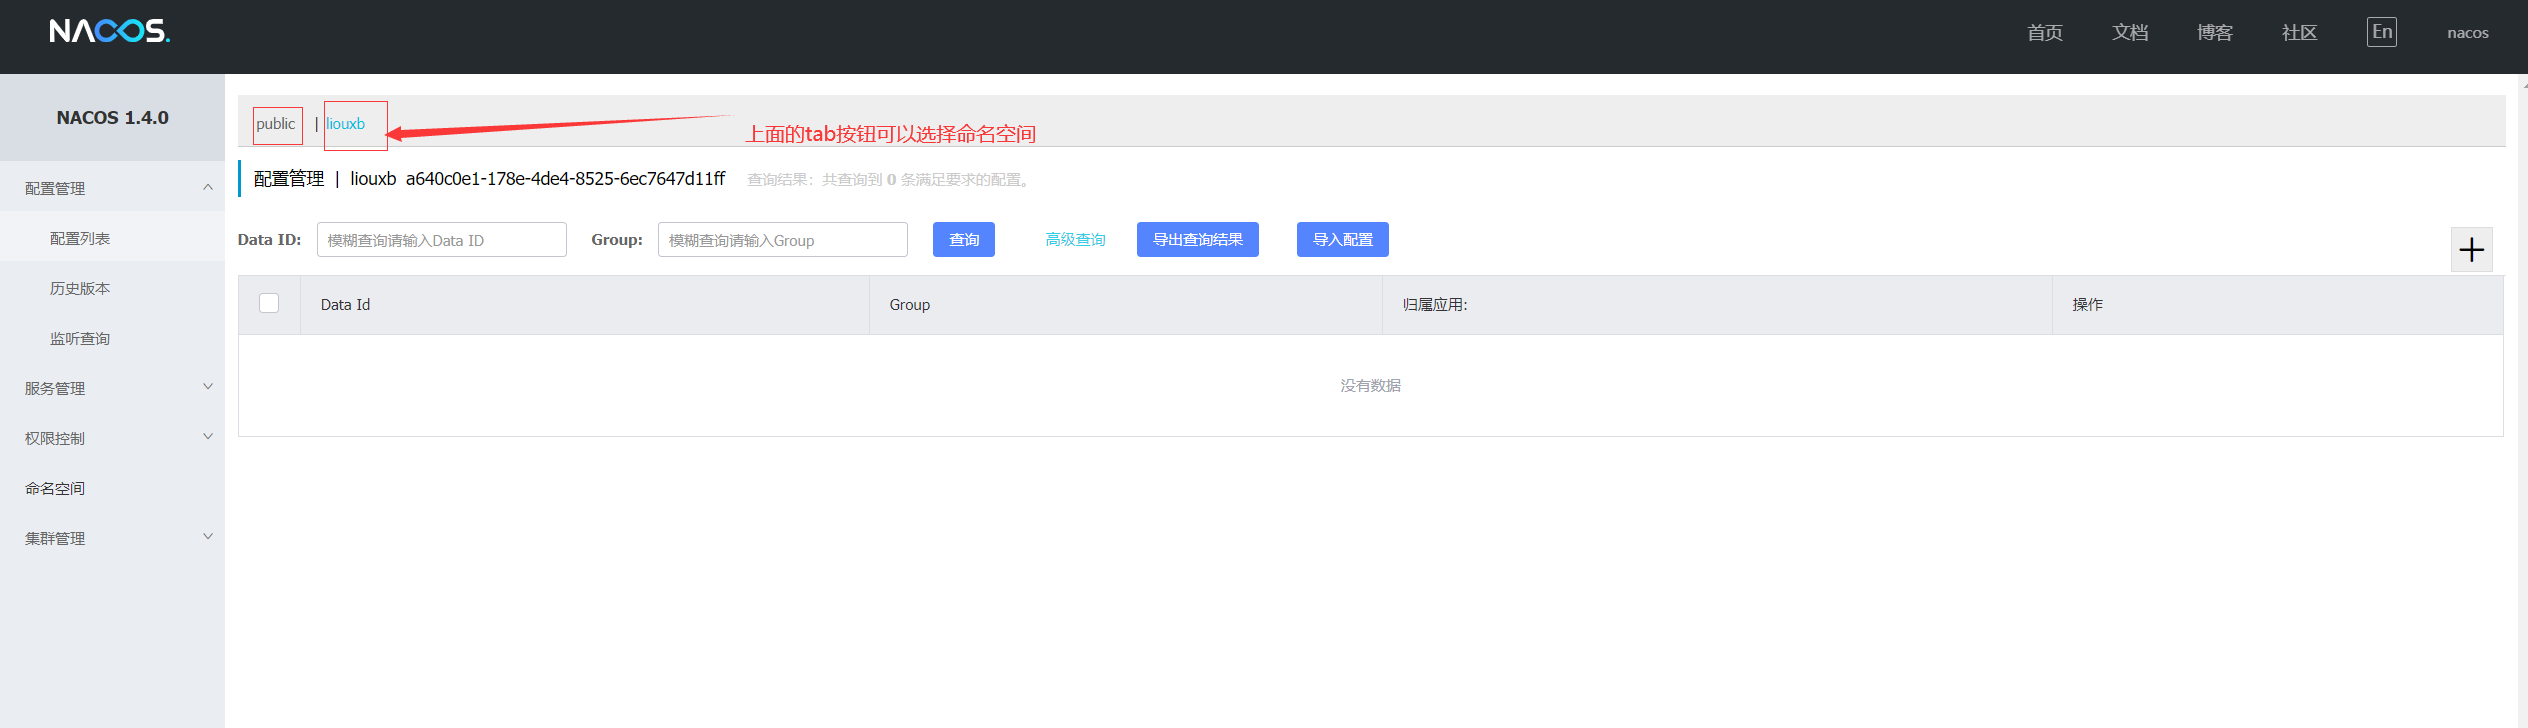 NACOS.
首页 文档 博客 社区 En nacos
NACOS 1.4.0
public | liouxb
上面的tab按钮可以选择命名空间
配置管理 | liouxb a640c0e1-178e-4de4-8525-6ec7647d11ff 查询结果：共查询到 0 条满足要求的配置。
配置管理
配置列表
历史版本
监听查询
服务管理
权限控制
命名空间
集群管理
Data ID: 模糊查询请输入Data ID Group: 模糊查询请输入Group 查询 高级查询 导出查询结果 导入配置
Data Id Group 归属应用: 操作
没有数据